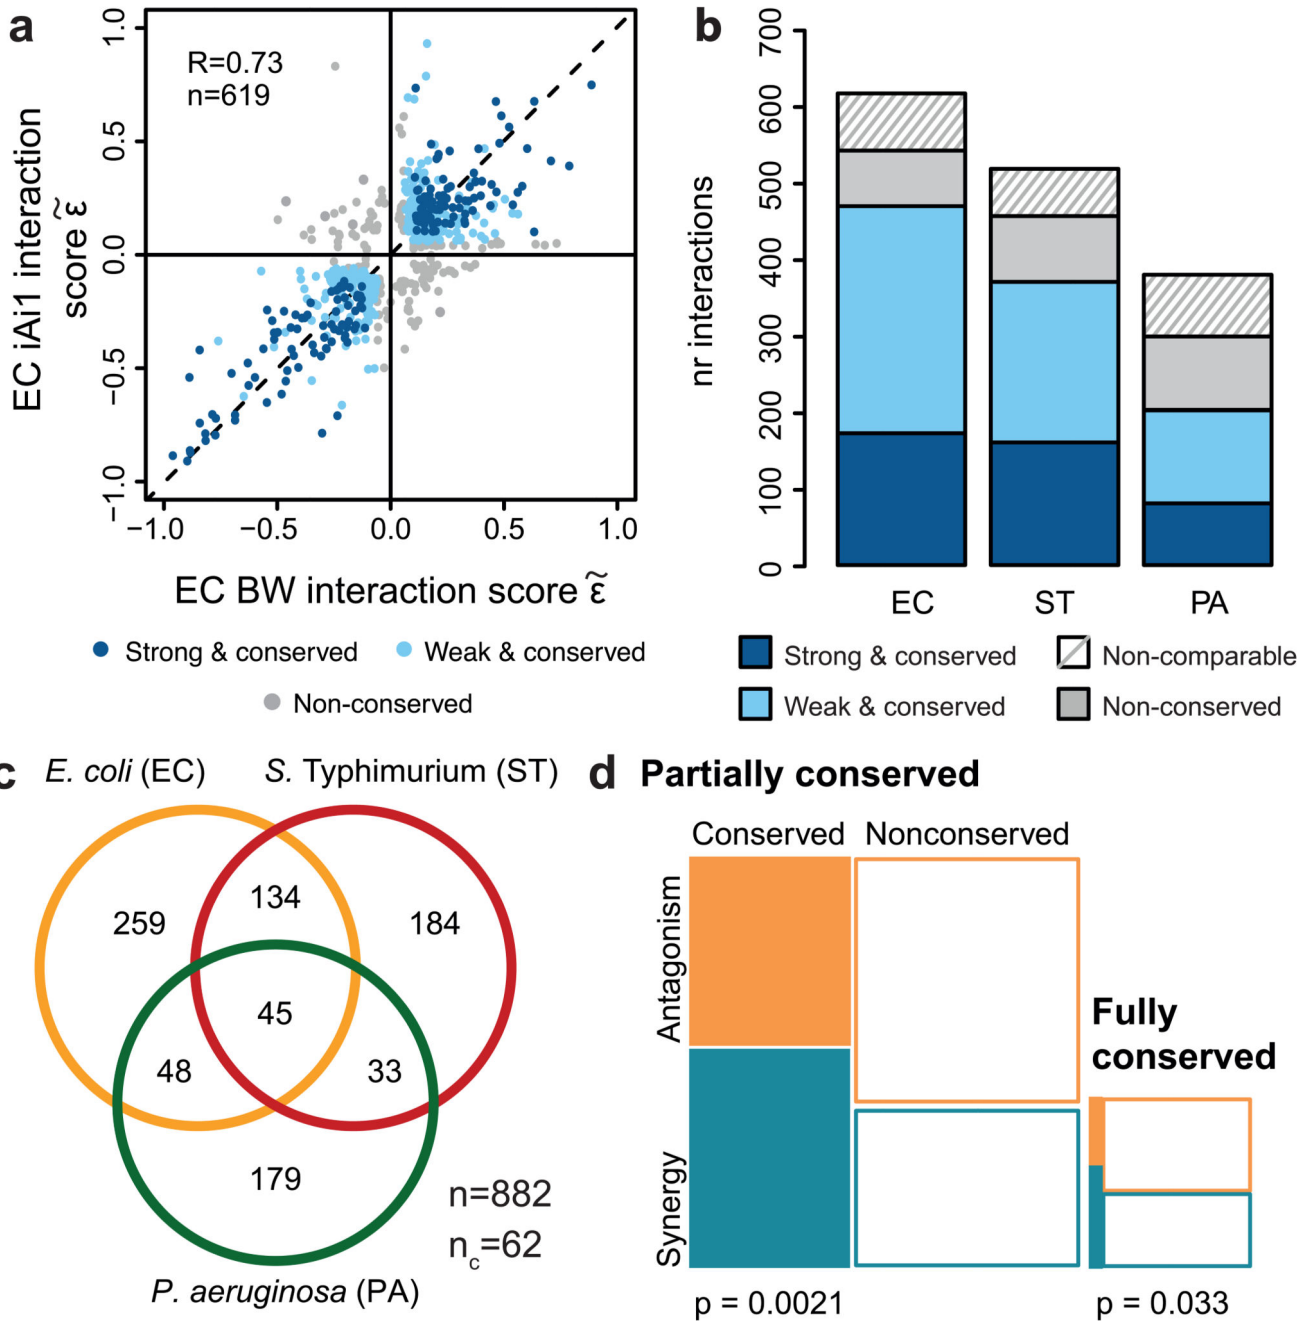 a
R=0.73
n=619
1.0
0.5
0.0
−0.5
−1.0
EC iAi1 interaction
score ε̃
−1.0 −0.5 0.0 0.5 1.0
EC BW interaction score ε̃
Strong & conserved Weak & conserved
Non-conserved
b
700
600
500
400
300
200
100
0
nr interactions
EC ST PA
Strong & conserved Non-comparable
Weak & conserved Non-conserved
c
E. coli (EC) S. Typhimurium (ST)
134
259 184
45
48 33
179
n=882
nc=62
P. aeruginosa (PA)
d Partially conserved
Conserved Nonconserved
Antagonism
Synergy
Fully
conserved
p = 0.0021 p = 0.033